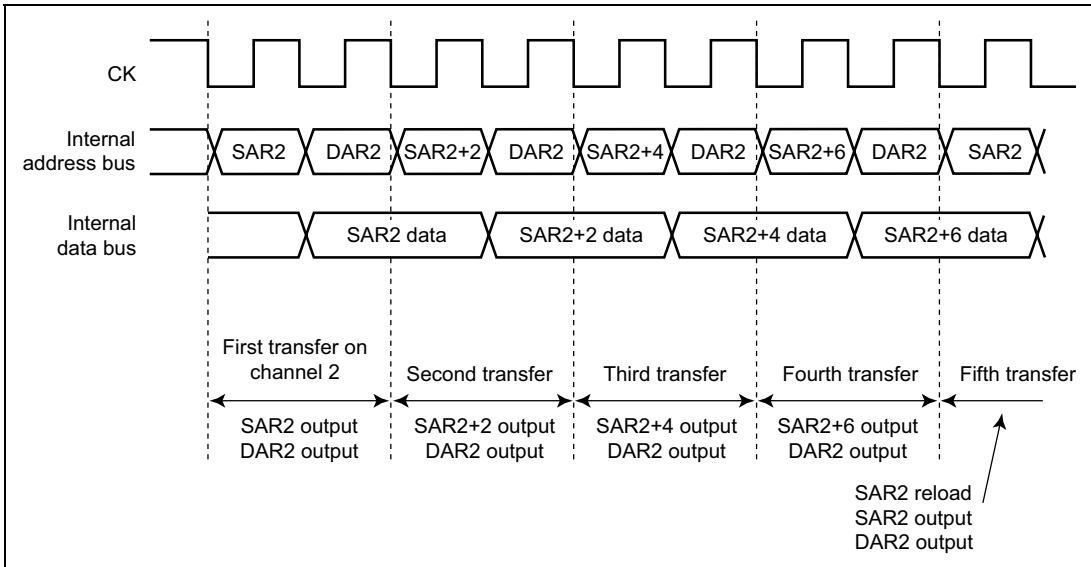 CK
Internal
address bus
SAR2 DAR2 SAR2+2 DAR2 SAR2+4 DAR2 SAR2+6 DAR2 SAR2
Internal
data bus
SAR2 data SAR2+2 data SAR2+4 data SAR2+6 data
First transfer on
channel 2
Second transfer
Third transfer
Fourth transfer
Fifth transfer
SAR2 output
DAR2 output
SAR2+2 output
DAR2 output
SAR2+4 output
DAR2 output
SAR2+6 output
DAR2 output
SAR2 reload
SAR2 output
DAR2 output